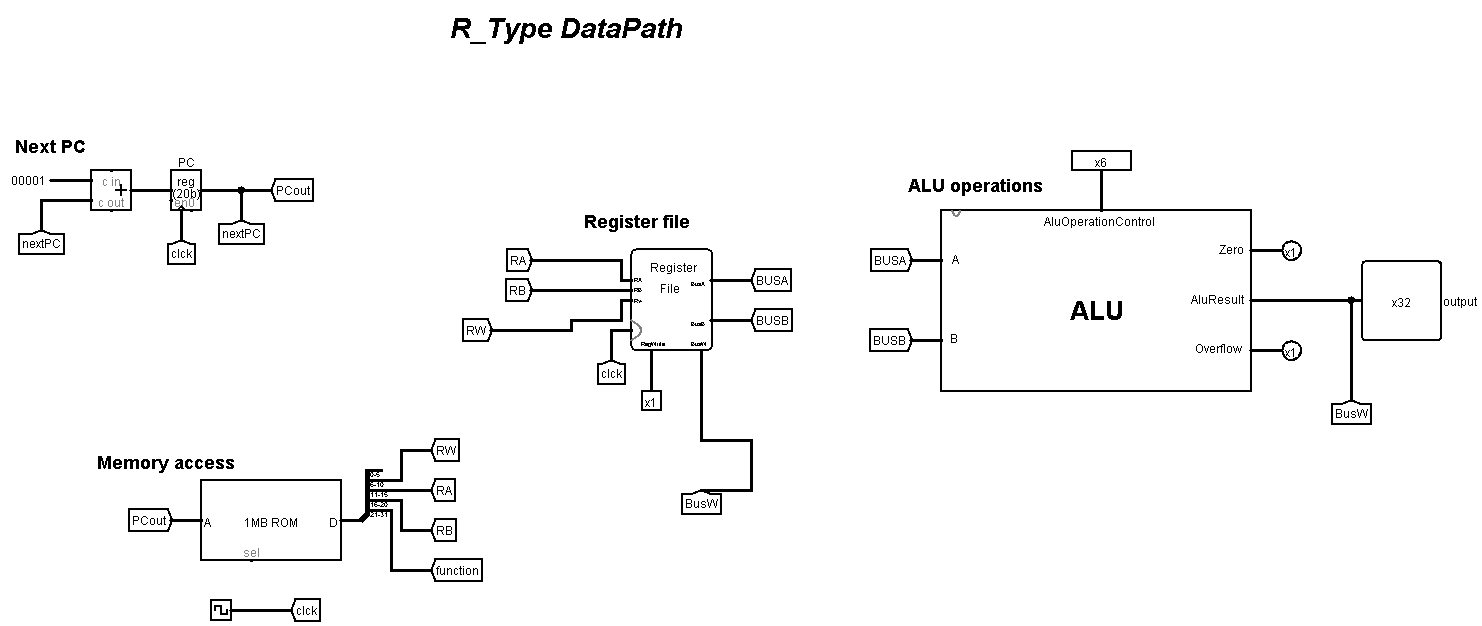 R_Type DataPath
Next PC
PC
00001
c in
+
c out
reg
(20b)
en0
PCout
nextPC
nextPC
clck
Register file
RA
RB
RW
Register
File
RA
RB
RW
BusA
BusB
RegWrite
BusW
BUSA
BUSB
clck
x1
BusW
ALU operations
x6
AluOperationControl
BUSA
A
BUSB
B
ALU
Zero
x1
AluResult
Overflow
x1
x32
output
BusW
Memory access
PCout
A
1MB ROM
D
sel
0-5
6-10
11-15
16-20
21-31
RW
RA
RB
function
clck